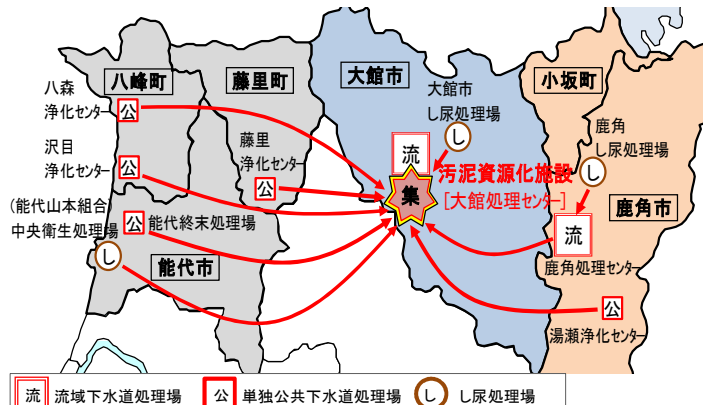 八峰町
藤里町
大館市
小坂町
八森
浄化センター
公
大館市
し尿処理場
し
鹿角
し尿処理場
し
沢目
浄化センター
公
藤里
浄化センター
公
流
集
汚泥資源化施設
[大館処理センター]
鹿角市
(能代山本組合)
中央衛生処理場
し
公
能代終末処理場
能代市
流
鹿角処理センター
公
湯瀬浄化センター
流 流域下水道処理場 公 単独公共下水道処理場 し し尿処理場